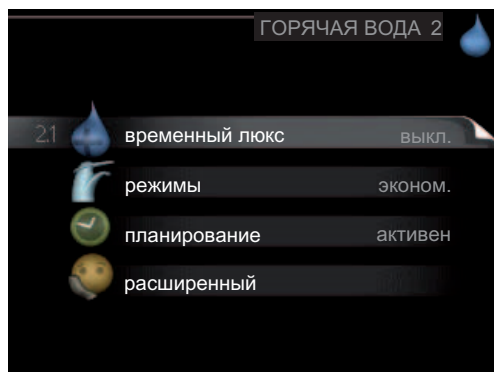 ГОРЯЧАЯ ВОДА 2
2.1 временный люкс выкл.
режимы эконом.
планирование активен
расширенный